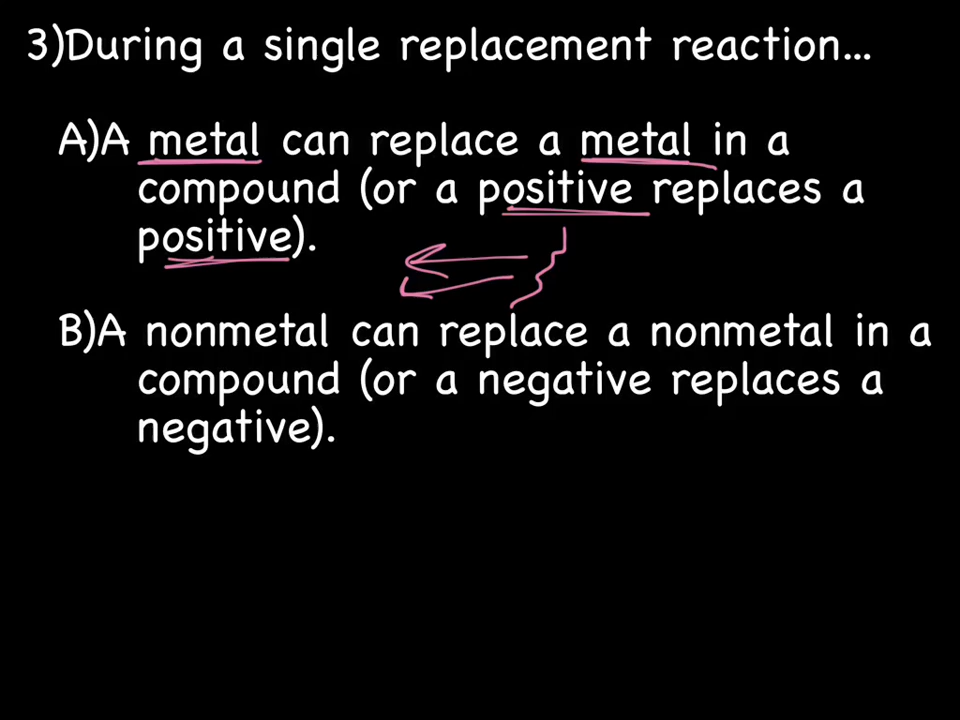 3)During a single replacement reaction...
A)A metal can replace a metal in a
compound (or a positive replaces a
positive).
B)A nonmetal can replace a nonmetal in a
compound (or a negative replaces a
negative).